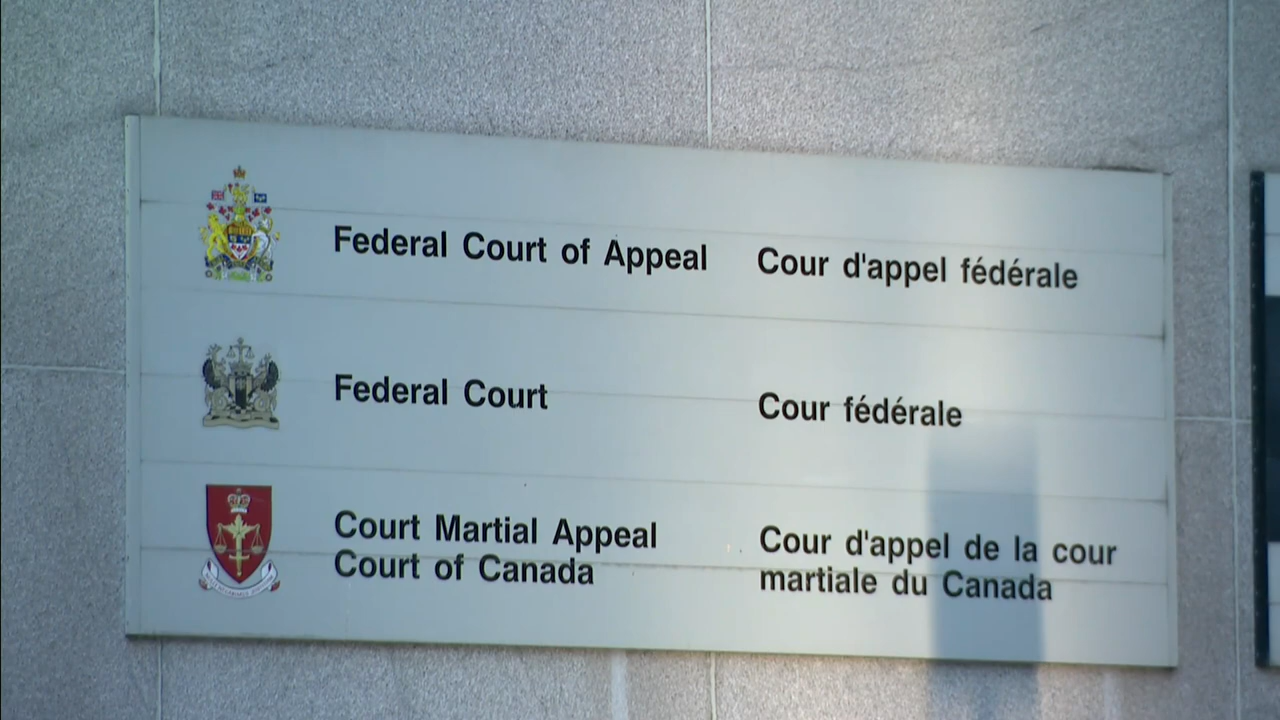 Federal Court of Appeal
Cour d'appel fédérale
Federal Court
Cour fédérale
Court Martial Appeal
Court of Canada
Cour d'appel de la cour
martiale du Canada